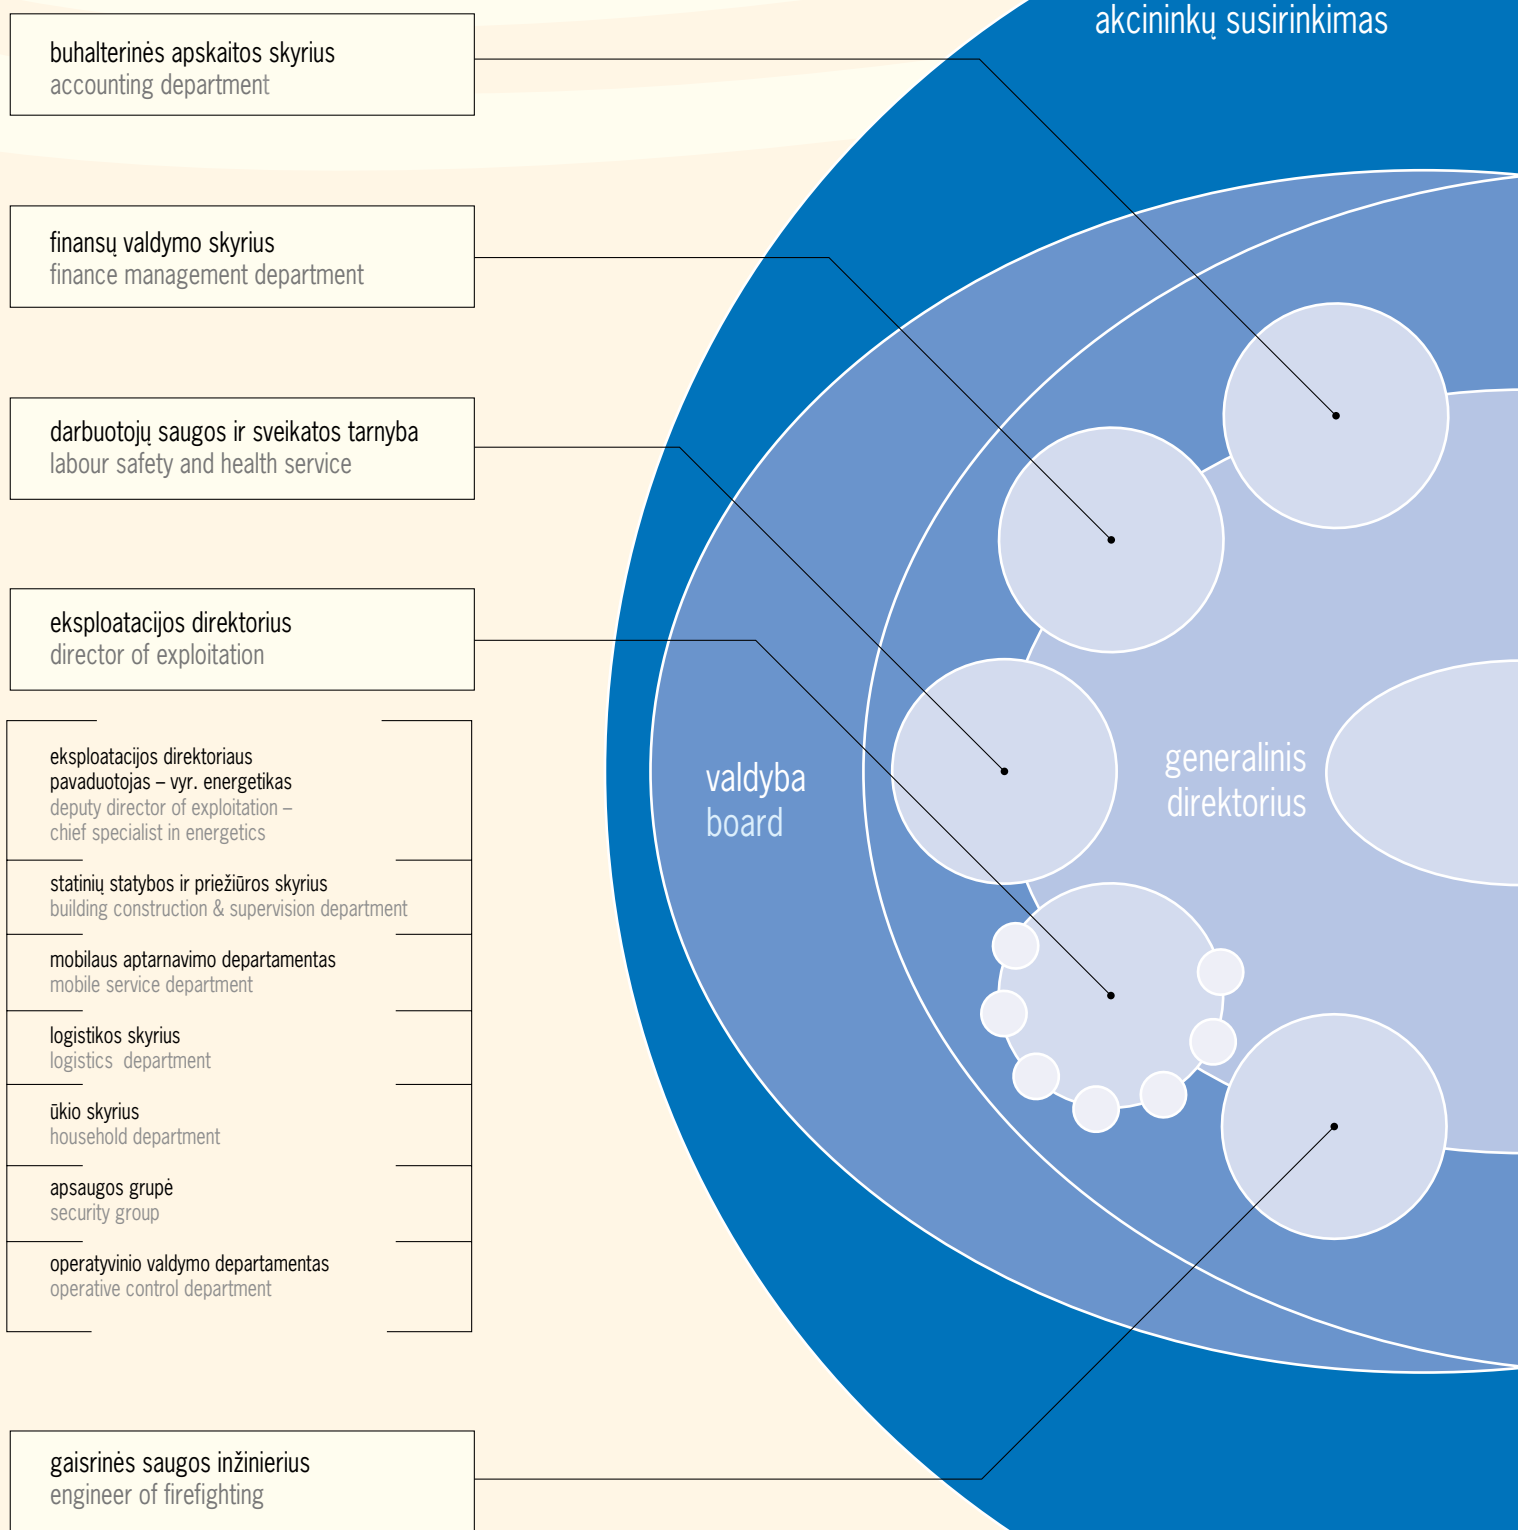 akcininkų susirinkimas
buhalterinės apskaitos skyrius
accounting department
finansų valdymo skyrius
finance management department
darbuotojų saugos ir sveikatos tarnyba
labour safety and health service
eksploatacijos direktorius
director of exploitation
eksploatacijos direktoriaus
pavaduotojas – vyr. energetikas
deputy director of exploitation –
chief specialist in energetics
statinių statybos ir priežiūros skyrius
building construction & supervision department
mobilaus aptarnavimo departamentas
mobile service department
logistikos skyrius
logistics department
ūkio skyrius
household department
apsaugos grupė
security group
operatyvinio valdymo departamentas
operative control department
gaisrinės saugos inžinierius
engineer of firefighting
valdyba
board
generalinis
direktorius